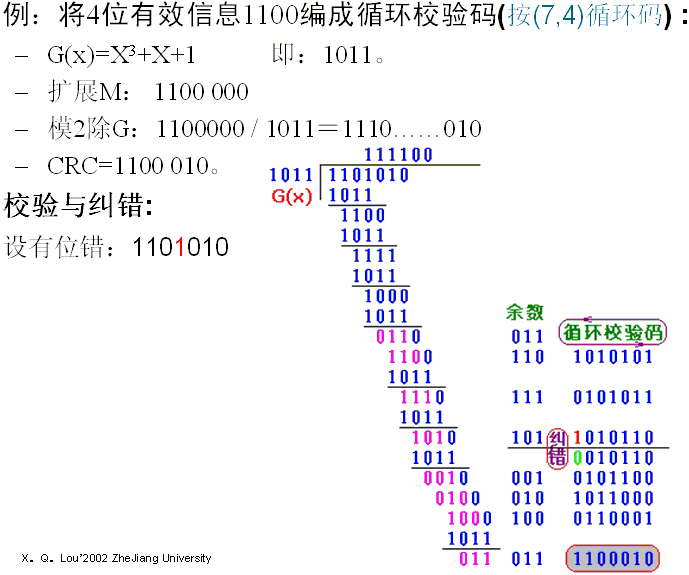 例：将4位有效信息1100编成循环校验码(按(7,4)循环码)：
– G(x)=X³+X+1 即：1011。
– 扩展M： 1100 000
– 模2除G：1100000 / 1011＝1110……010
– CRC=1100 010。
校验与纠错:
设有位错：1101010
111100
1011 1101010
G(x) 1011
1100
1011
1111
1011
1000
1011
余数 循环校验码
0110 011
1100 110 1010101
1011
1110 111 0101011
1011
1010 101 纠错 1010110
1011 0010110
0010 001 0101100
0100 010 1011000
1000 100 0110001
1011
011 011 1100010
X. Q. Lou'2002 ZheJiang University